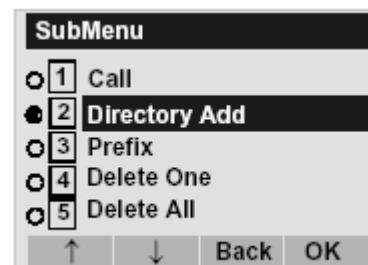 SubMenu
1 Call
2 Directory Add
3 Prefix
4 Delete One
5 Delete All
↑ ↓ Back OK